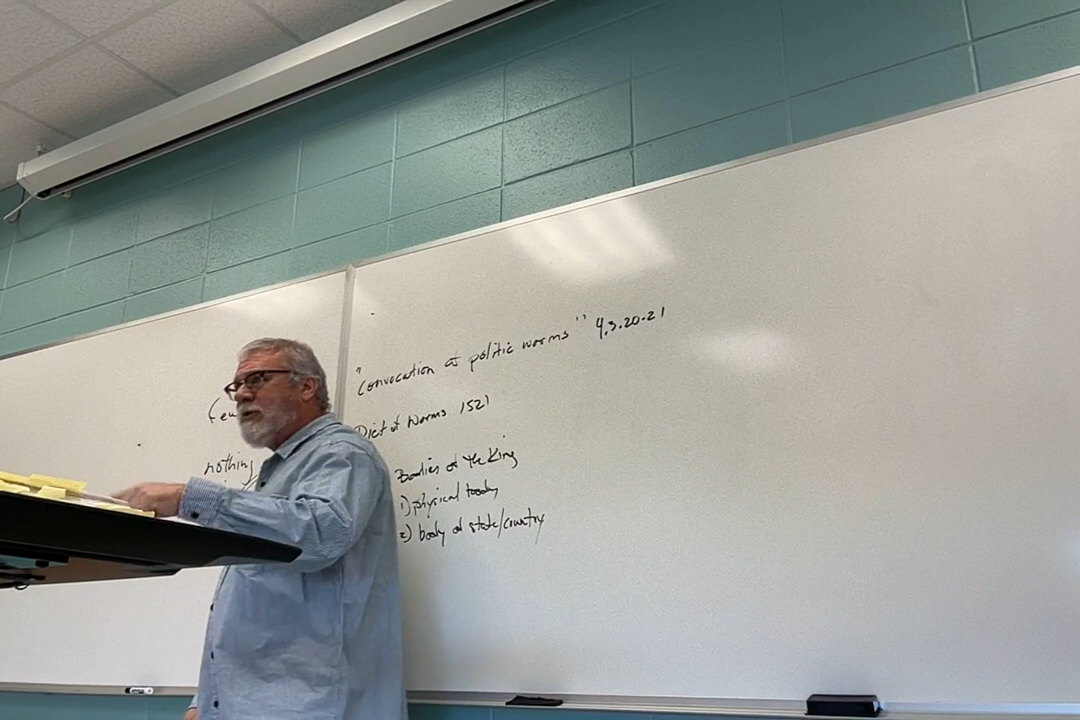 "Convocation of politic worms" 4.3.20-21
Diet of Worms 1521
nothing
Bodies of the King
1) physical body
2) body of state/country